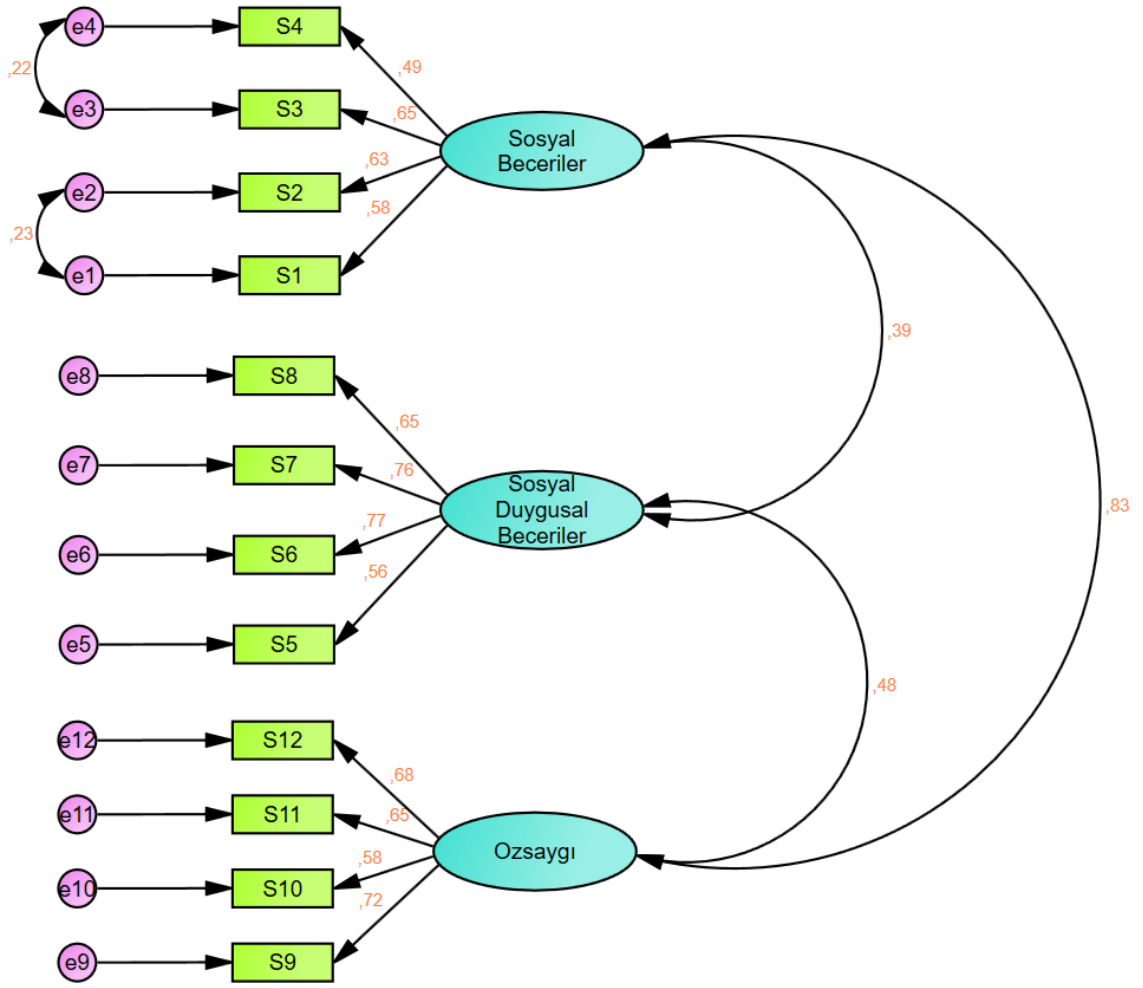 e4
S4
,49
,22
e3
S3
,65
Sosyal
Beceriler
,63
e2
S2
,58
,23
e1
S1
,39
e8
S8
,65
e7
S7
,76
Sosyal
Duygusal
Beceriler
,83
,77
e6
S6
,56
e5
S5
,48
e12
S12
,68
e11
S11
,65
Ozsaygı
,58
e10
S10
,72
e9
S9